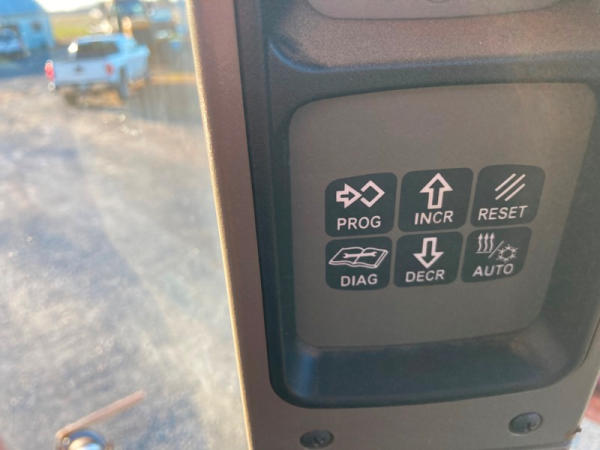 PROG INCR RESET
DIAG DECR AUTO